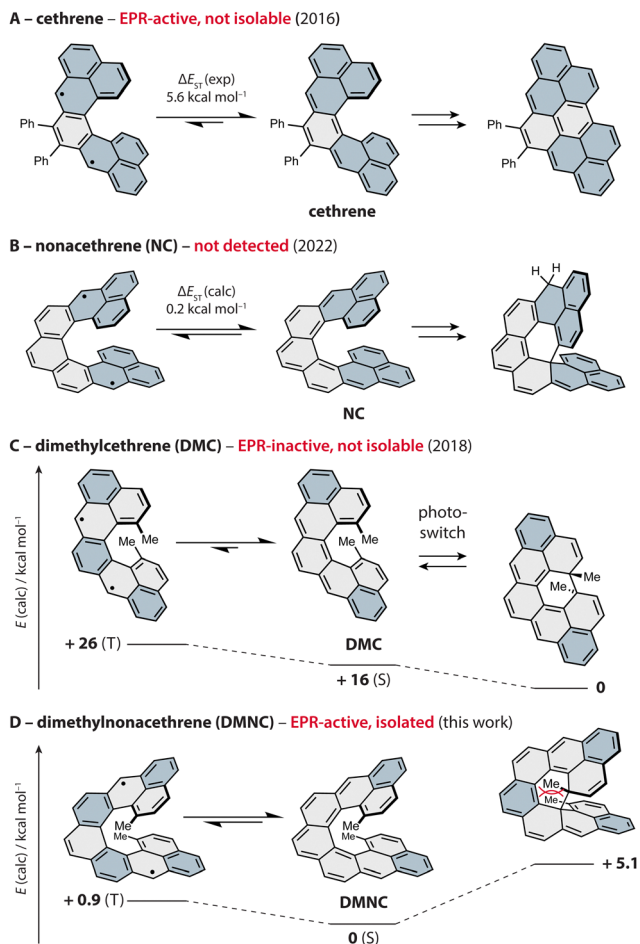 A – cethrene – EPR-active, not isolable (2016)
ΔE_ST (exp)
5.6 kcal mol⁻¹
Ph
Ph
Ph
Ph
Ph
Ph
cethrene
B – nonacethrene (NC) – not detected (2022)
ΔE_ST (calc)
0.2 kcal mol⁻¹
H H
NC
C – dimethylcethrene (DMC) – EPR-inactive, not isolable (2018)
E (calc) / kcal mol⁻¹
Me
Me
Me
Me
photo-
switch
Me
Me
+ 26 (T)
DMC
+ 16 (S)
0
D – dimethylnonacethrene (DMNC) – EPR-active, isolated (this work)
E (calc) / kcal mol⁻¹
Me
Me
Me
Me
Me
Me
+ 0.9 (T)
DMNC
0 (S)
+ 5.1